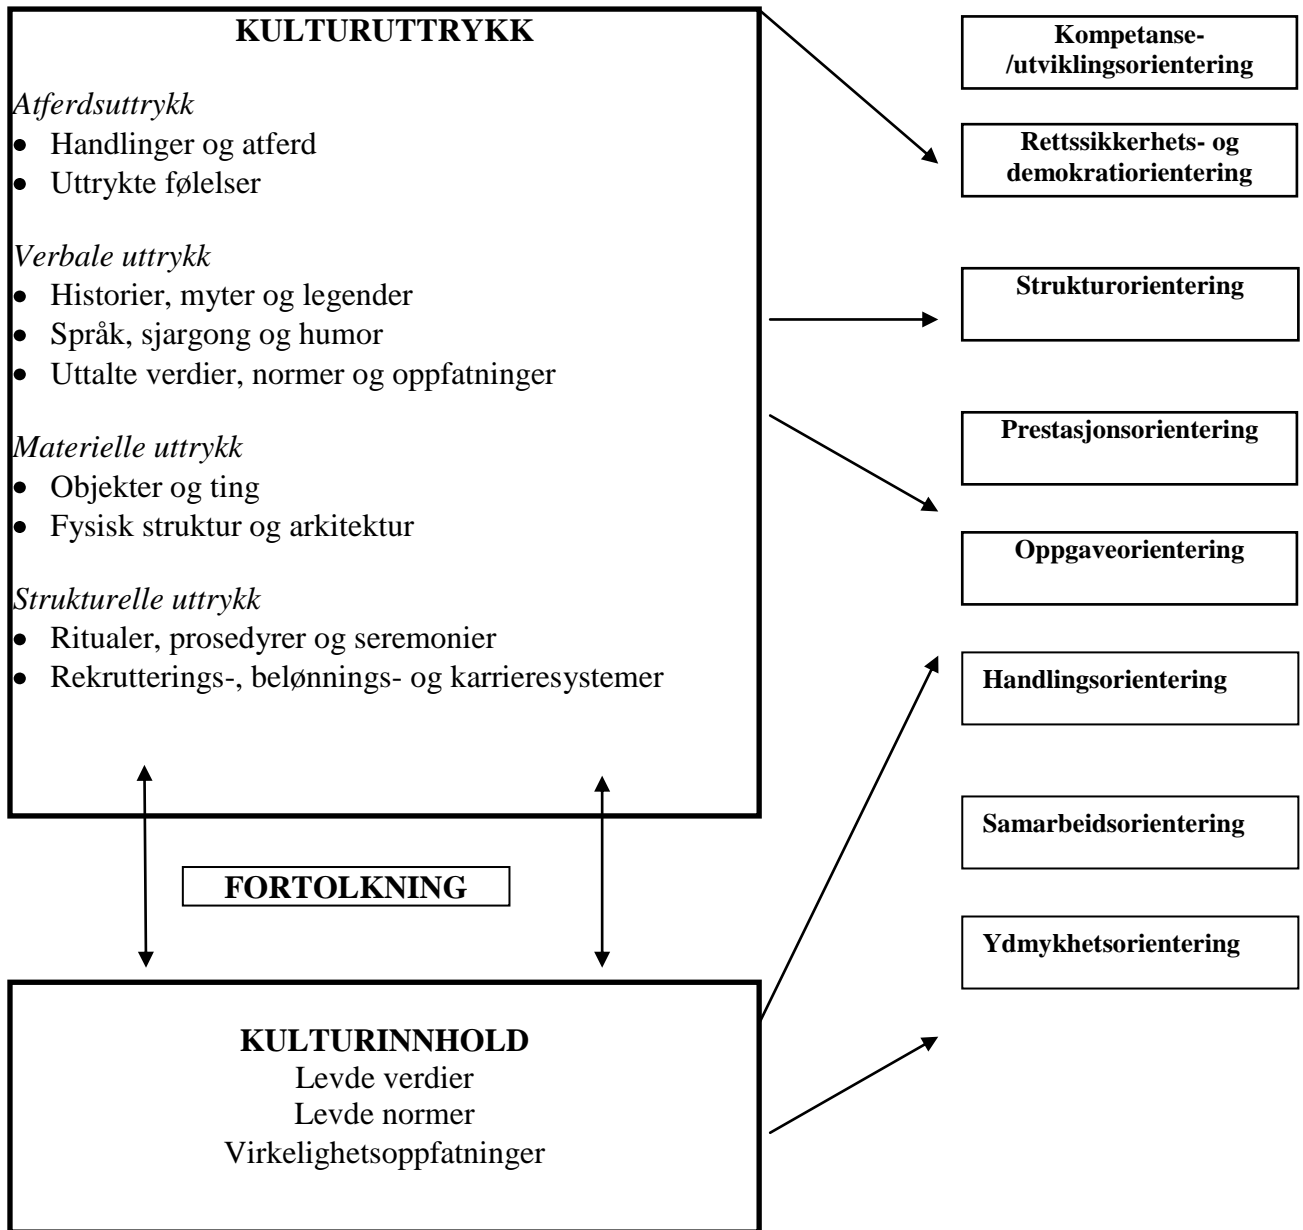 KULTURUTTRYKK
Atferdsuttrykk
• Handlinger og atferd
• Uttrykte følelser
Verbale uttrykk
• Historier, myter og legender
• Språk, sjargong og humor
• Uttalte verdier, normer og oppfatninger
Materielle uttrykk
• Objekter og ting
• Fysisk struktur og arkitektur
Strukturelle uttrykk
• Ritualer, prosedyrer og seremonier
• Rekrutterings-, belønnings- og karrieresystemer
FORTOLKNING
KULTURINNHOLD
Levde verdier
Levde normer
Virkelighetsoppfatninger
Kompetanse-
/utviklingsorientering
Rettssikkerhets- og
demokratiorientering
Strukturorientering
Prestasjonsorientering
Oppgaveorientering
Handlingsorientering
Samarbeidsorientering
Ydmykhetsorientering